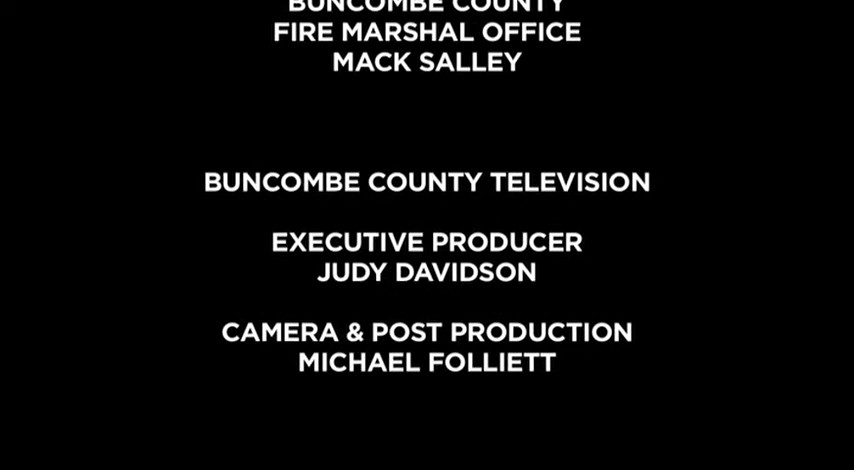 BUNCOMBE COUNTY
FIRE MARSHAL OFFICE
MACK SALLEY
BUNCOMBE COUNTY TELEVISION
EXECUTIVE PRODUCER
JUDY DAVIDSON
CAMERA & POST PRODUCTION
MICHAEL FOLLIETT